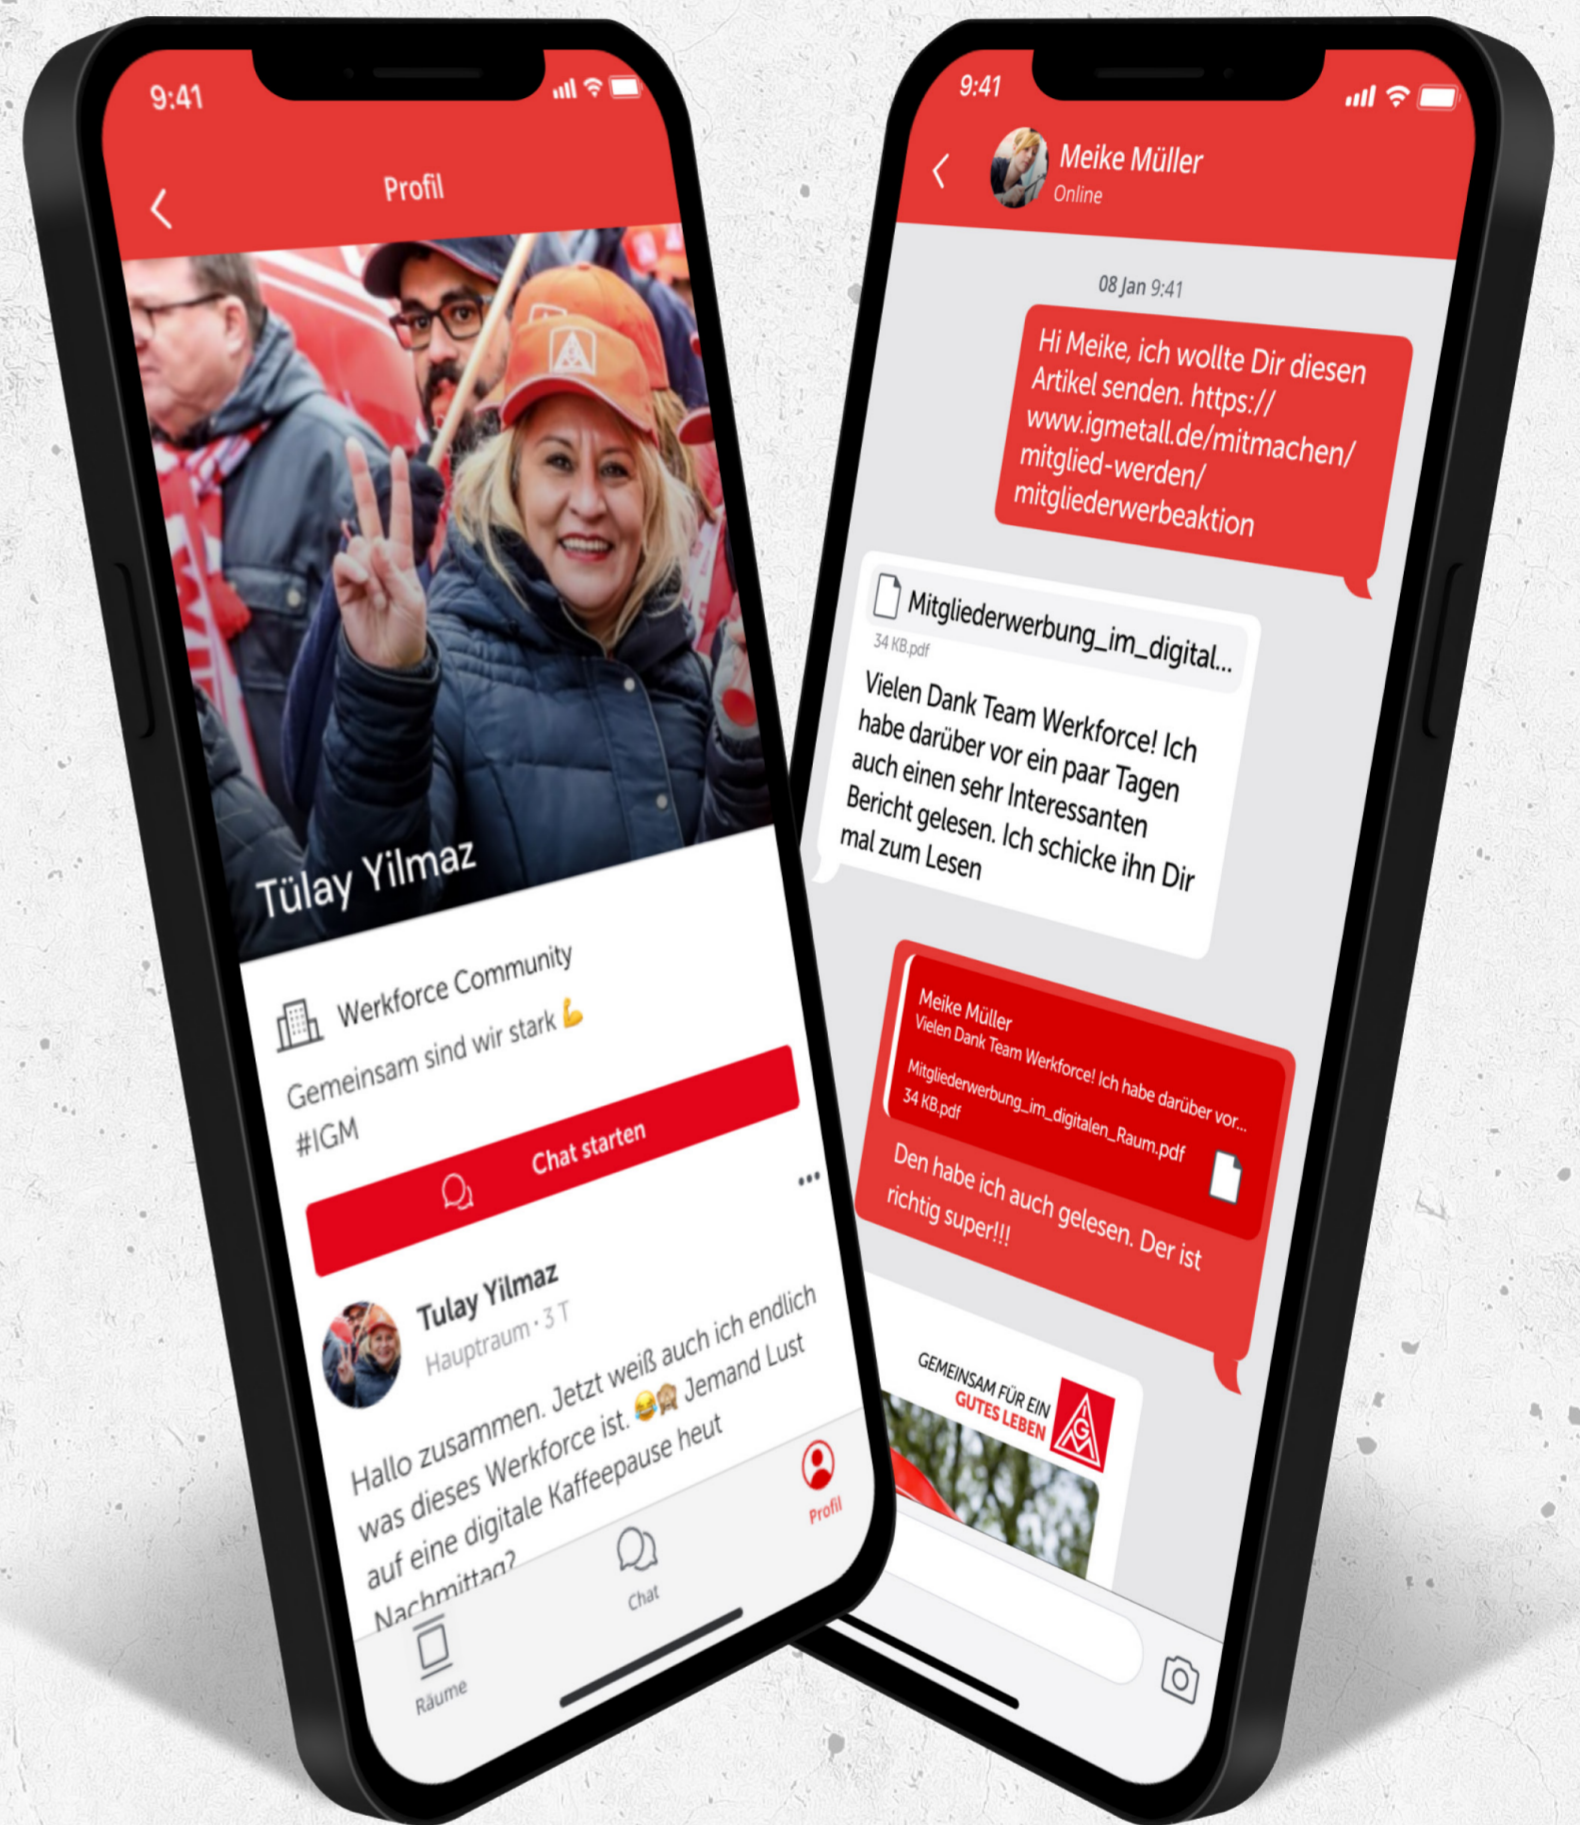 9:41
Profil
Tülay Yilmaz
Werkforce Community
Gemeinsam sind wir stark 💪
#IGM
Chat starten
Tulay Yilmaz
Hauptraum · 3 T
Hallo zusammen. Jetzt weiß auch ich endlich
was dieses Werkforce ist. 😂🙈 Jemand Lust
auf eine digitale Kaffeepause heut
Nachmittag?
Räume
Chat
Profil
9:41
Meike Müller
Online
08 Jan 9:41
Hi Meike, ich wollte Dir diesen
Artikel senden. https://
www.igmetall.de/mitmachen/
mitglied-werden/
mitgliederwerbeaktion
Mitgliederwerbung_im_digital...
34 KB.pdf
Vielen Dank Team Werkforce! Ich
habe darüber vor ein paar Tagen
auch einen sehr Interessanten
Bericht gelesen. Ich schicke ihn Dir
mal zum Lesen
Meike Müller
Vielen Dank Team Werkforce! Ich habe darüber vor...
Mitgliederwerbung_im_digitalen_Raum.pdf
34 KB.pdf
Den habe ich auch gelesen. Der ist
richtig super!!!
GEMEINSAM FÜR EIN
GUTES LEBEN
IGM